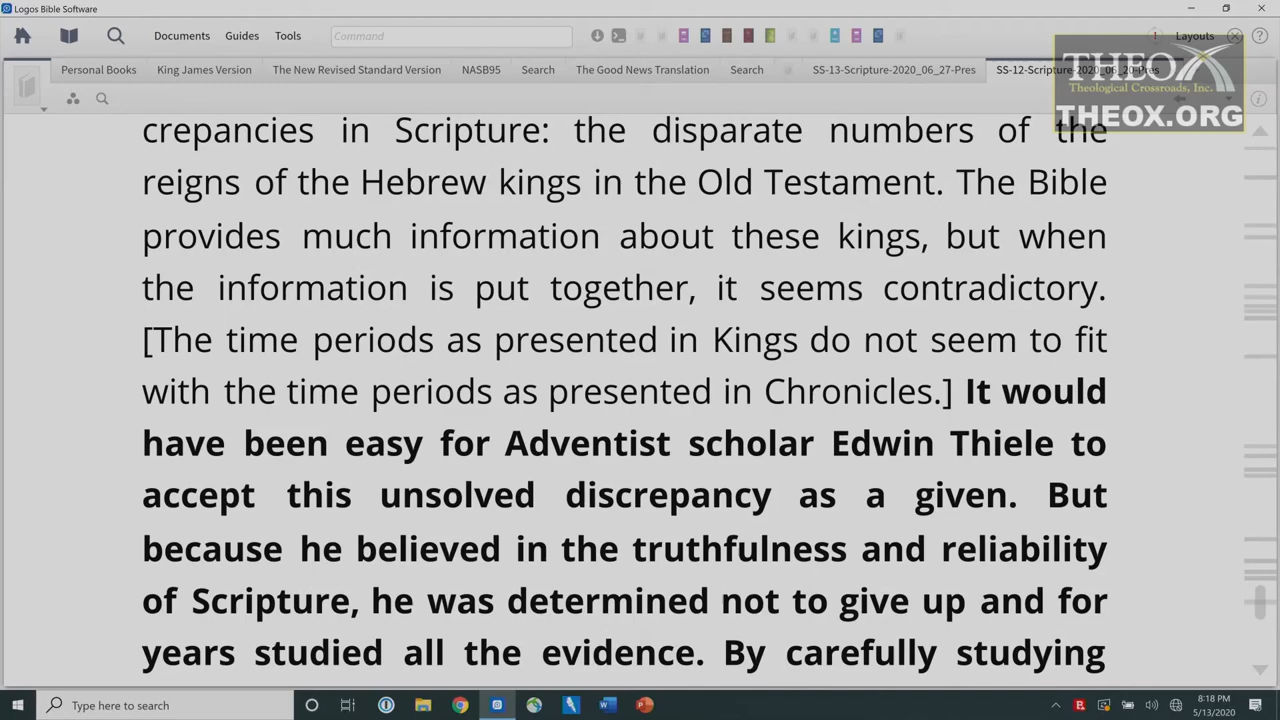 Logos Bible Software
Documents Guides Tools Command Layouts
Personal Books King James Version The New Revised NASB95 Search The Good News Translation Search SS-13-Scripture-2020_06_27-Pres SS-12-Scripture-2020_06_20-Pres
THEOX
Theological Crossroads, Inc.
THEOX.ORG
crepancies in Scripture: the disparate numbers of the
reigns of the Hebrew kings in the Old Testament. The Bible
provides much information about these kings, but when
the information is put together, it seems contradictory.
[The time periods as presented in Kings do not seem to fit
with the time periods as presented in Chronicles.] It would
have been easy for Adventist scholar Edwin Thiele to
accept this unsolved discrepancy as a given. But
because he believed in the truthfulness and reliability
of Scripture, he was determined not to give up and for
years studied all the evidence. By carefully studying
Type here to search
8:18 PM
5/13/2020